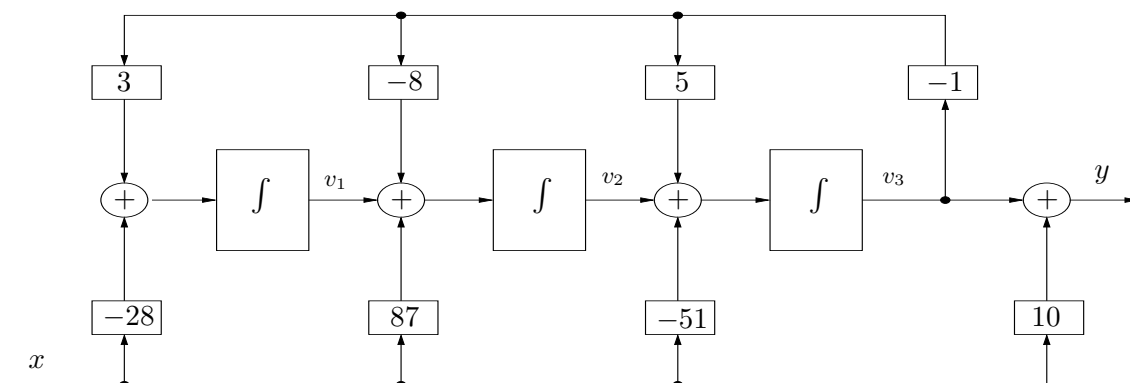 3 −8 5 −1
∫ v₁ ∫ v₂ ∫ v₃ y
+ + + +
−28 87 −51 10
x